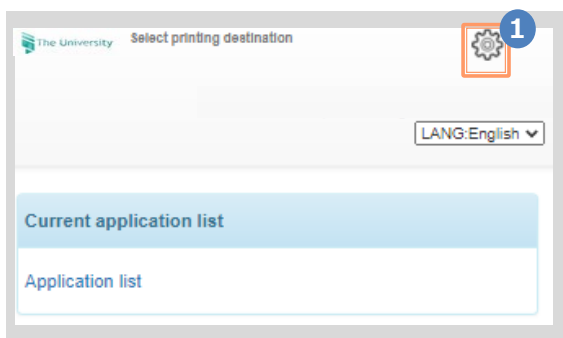 The University
Select printing destination
1
LANG:English
Current application list
Application list